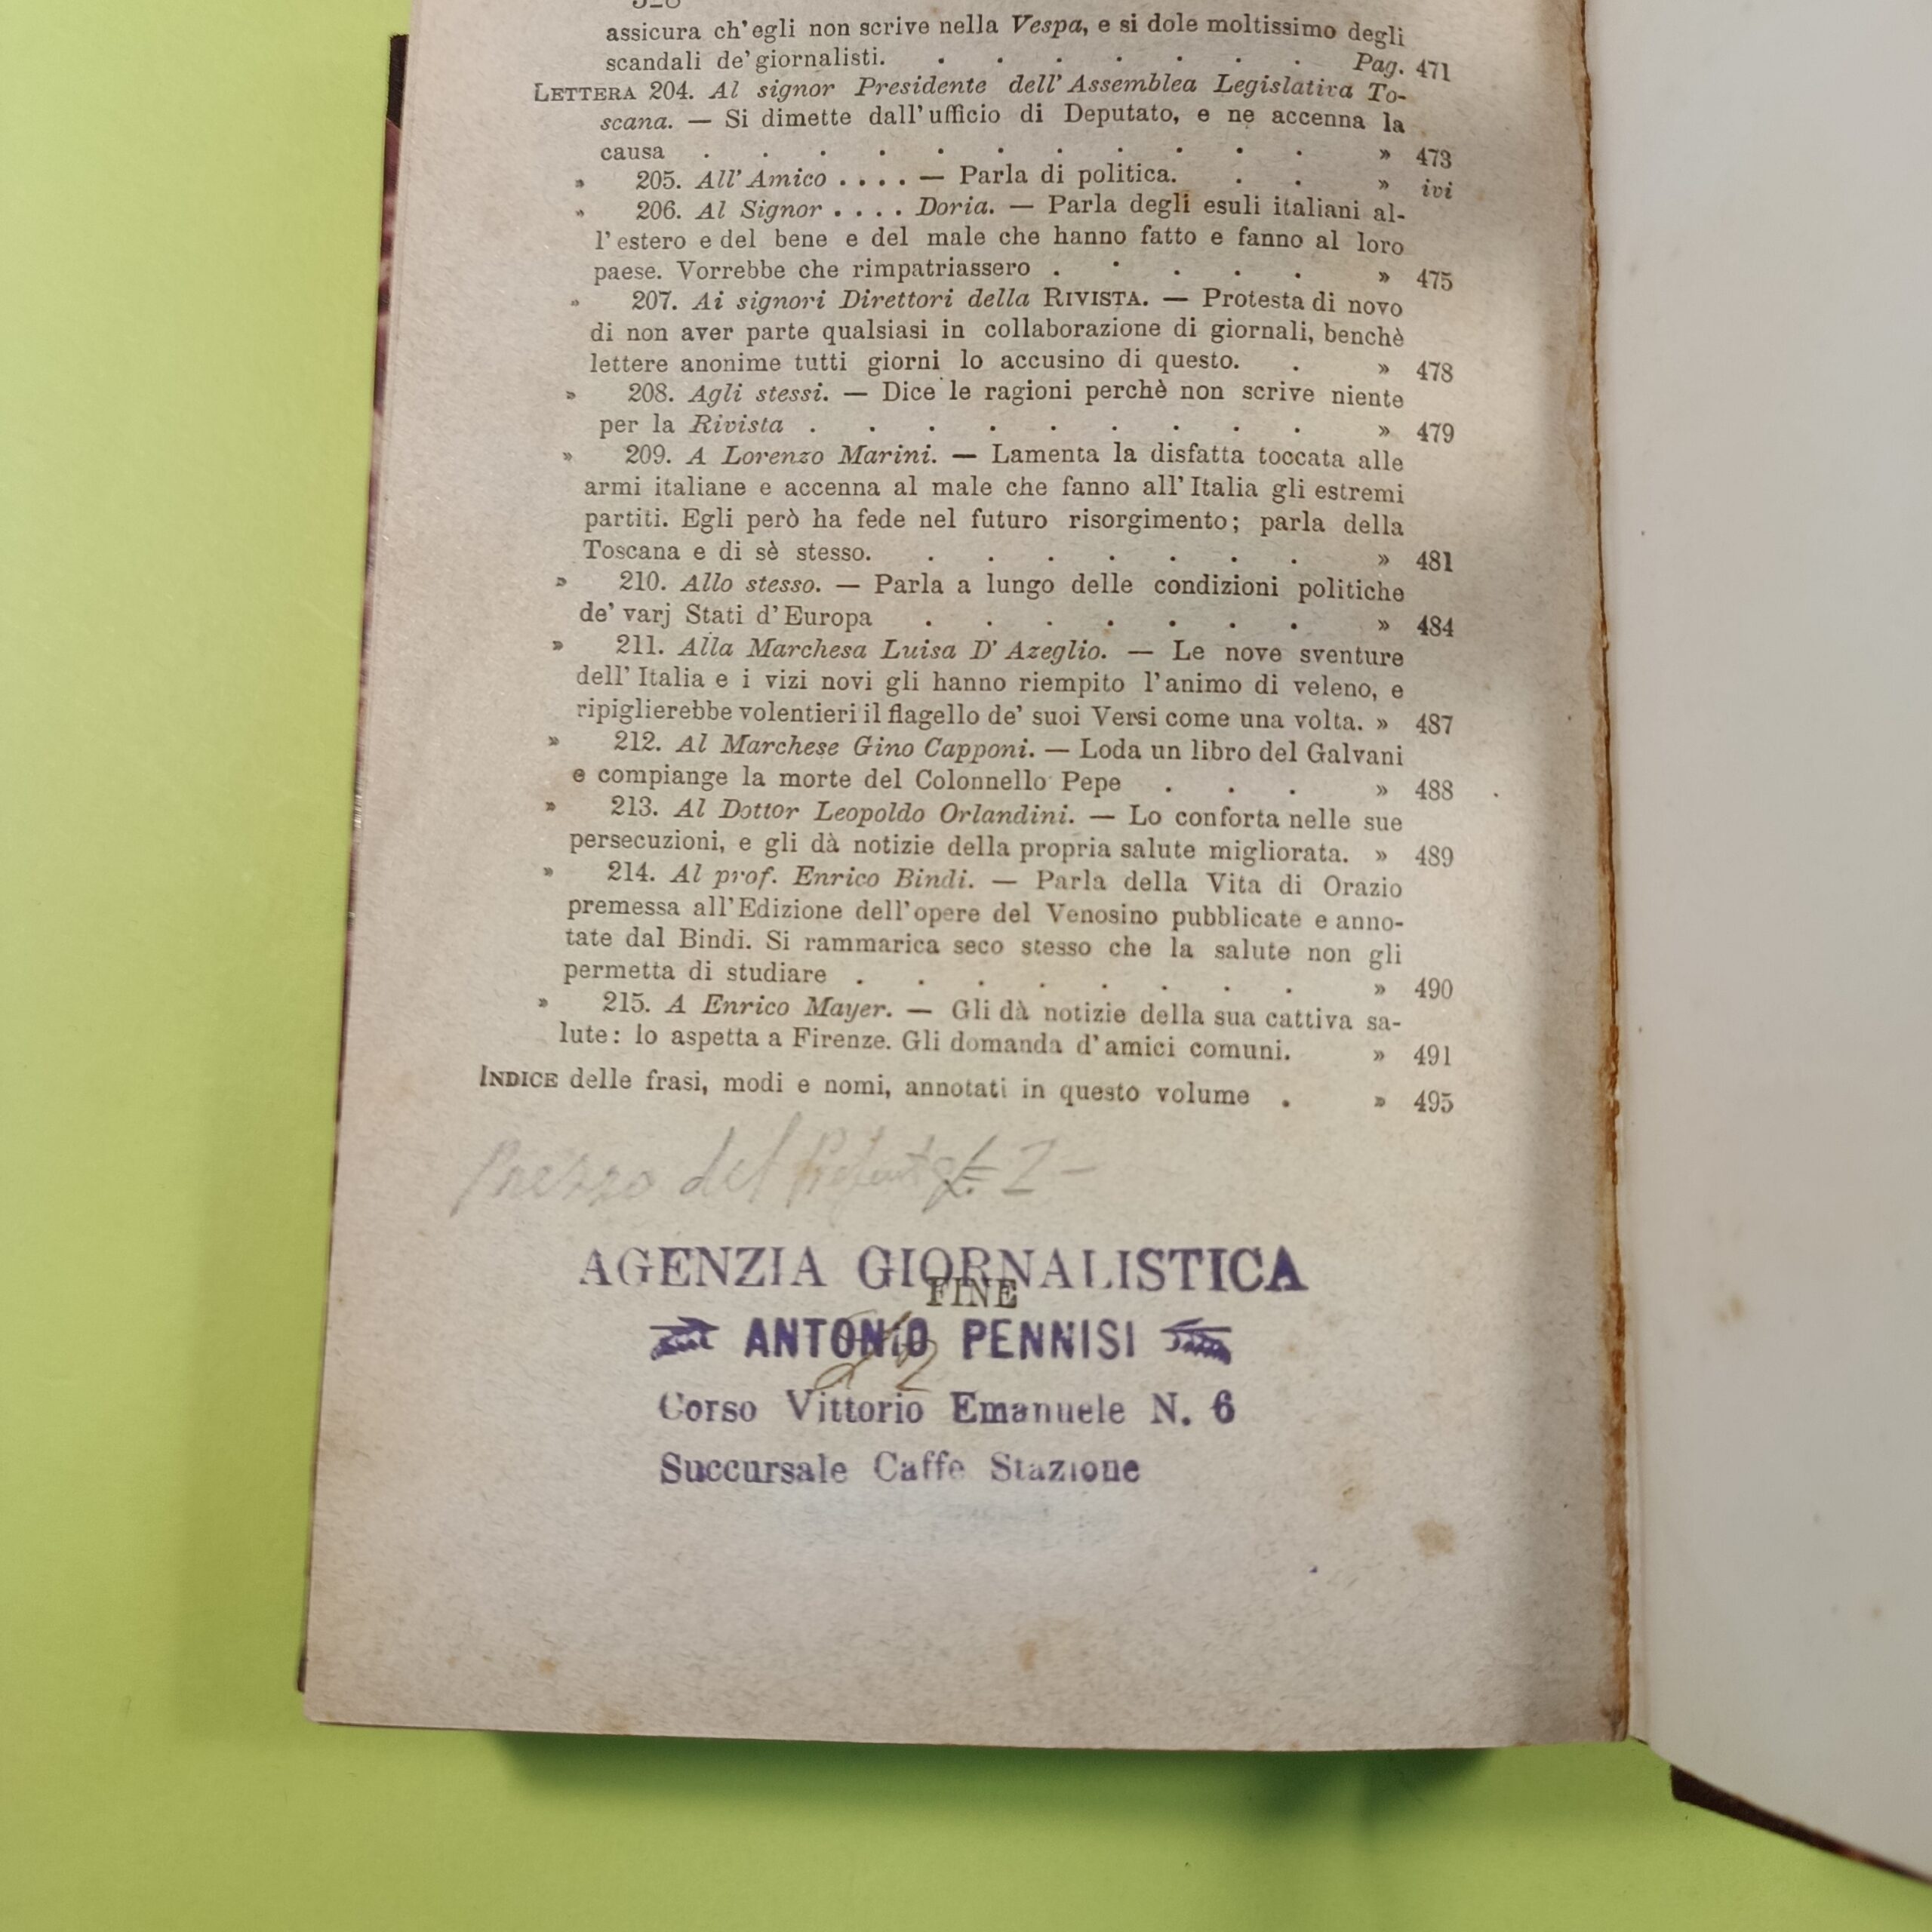 assicura ch'egli non scrive nella Vespa, e si dole moltissimo degli
scandali de' giornalisti. . . . . . . . Pag. 471
LETTERA 204. Al signor Presidente dell'Assemblea Legislativa To-
scana. — Si dimette dall'ufficio di Deputato, e ne accenna la
causa . . . . . . . . . . . » 473
» 205. All'Amico . . . . — Parla di politica. . . » ivi
» 206. Al Signor . . . . Doria. — Parla degli esuli italiani al-
l'estero e del bene e del male che hanno fatto e fanno al loro
paese. Vorrebbe che rimpatriassero . . . . . » 475
» 207. Ai signori Direttori della RIVISTA. — Protesta di novo
di non aver parte qualsiasi in collaborazione di giornali, benchè
lettere anonime tutti giorni lo accusino di questo. . » 478
» 208. Agli stessi. — Dice le ragioni perchè non scrive niente
per la Rivista . . . . . . . . . » 479
» 209. A Lorenzo Marini. — Lamenta la disfatta toccata alle
armi italiane e accenna al male che fanno all'Italia gli estremi
partiti. Egli però ha fede nel futuro risorgimento; parla della
Toscana e di sè stesso. . . . . . . . » 481
» 210. Allo stesso. — Parla a lungo delle condizioni politiche
de' varj Stati d'Europa . . . . . . . » 484
» 211. Alla Marchesa Luisa D'Azeglio. — Le nove sventure
dell'Italia e i vizi novi gli hanno riempito l'animo di veleno, e
ripiglierebbe volentieri il flagello de' suoi Versi come una volta. » 487
» 212. Al Marchese Gino Capponi. — Loda un libro del Galvani
e compiange la morte del Colonnello Pepe . . . » 488
» 213. Al Dottor Leopoldo Orlandini. — Lo conforta nelle sue
persecuzioni, e gli dà notizie della propria salute migliorata. » 489
» 214. Al prof. Enrico Bindi. — Parla della Vita di Orazio
premessa all'Edizione dell'opere del Venosino pubblicate e anno-
tate dal Bindi. Si rammarica seco stesso che la salute non gli
permetta di studiare . . . . . . . . » 490
» 215. A Enrico Mayer. — Gli dà notizie della sua cattiva sa-
lute: lo aspetta a Firenze. Gli domanda d'amici comuni. » 491
INDICE delle frasi, modi e nomi, annotati in questo volume . » 495
Prezzo del
AGENZIA GIORNALISTICA
FINE
ANTONIO PENNISI
Corso Vittorio Emanuele N. 6
Succursale Caffe Stazione